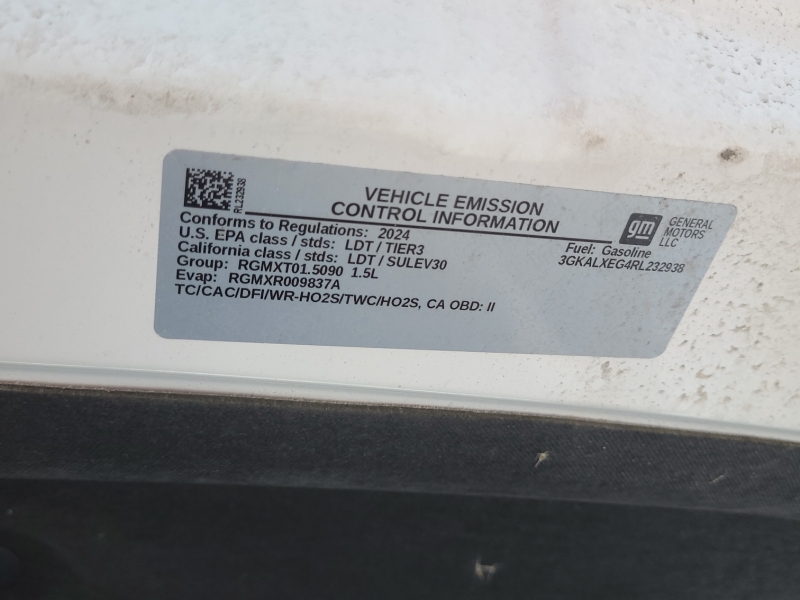 RL232938
VEHICLE EMISSION
CONTROL INFORMATION
gm
GENERAL
MOTORS
LLC
Conforms to Regulations: 2024
U.S. EPA class / stds: LDT / TIER3
California class / stds: LDT / SULEV30
Group: RGMXT01.5090 1.5L
Evap: RGMXR009837A
TC/CAC/DFI/WR-HO2S/TWC/HO2S, CA OBD: II
Fuel: Gasoline
3GKALXEG4RL232938